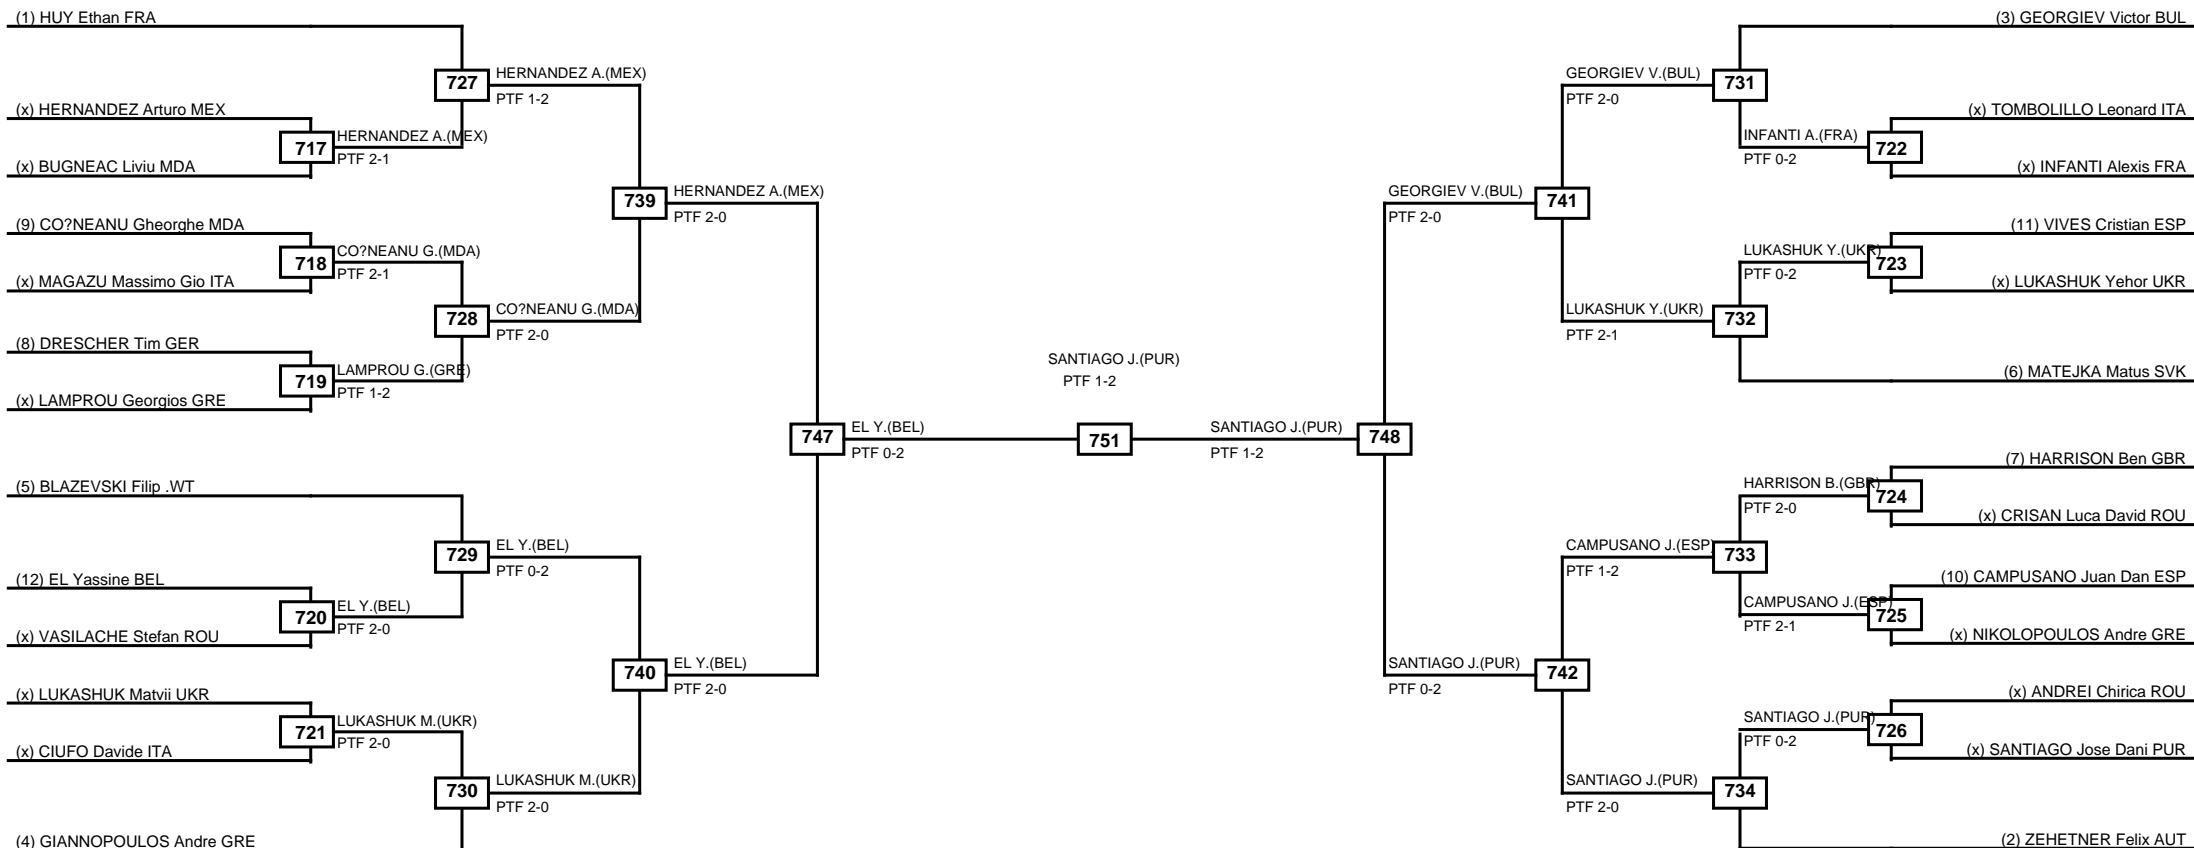 (1) HUY Ethan FRA
(3) GEORGIEV Victor BUL
727
HERNANDEZ A.(MEX)
PTF 1-2
GEORGIEV V.(BUL)
PTF 2-0
731
(x) HERNANDEZ Arturo MEX
717
HERNANDEZ A.(MEX)
PTF 2-1
(x) BUGNEAC Liviu MDA
(x) TOMBOLILLO Leonard ITA
INFANTI A.(FRA)
PTF 0-2
722
(x) INFANTI Alexis FRA
739
HERNANDEZ A.(MEX)
PTF 2-0
GEORGIEV V.(BUL)
PTF 2-0
741
(9) CO?NEANU Gheorghe MDA
718
CO?NEANU G.(MDA)
PTF 2-1
(x) MAGAZU Massimo Gio ITA
(11) VIVES Cristian ESP
LUKASHUK Y.(UKR)
PTF 0-2
723
(x) LUKASHUK Yehor UKR
728
CO?NEANU G.(MDA)
PTF 2-0
LUKASHUK Y.(UKR)
PTF 2-1
732
(8) DRESCHER Tim GER
719
LAMPROU G.(GRE)
PTF 1-2
(x) LAMPROU Georgios GRE
SANTIAGO J.(PUR)
PTF 1-2
(6) MATEJKA Matus SVK
747
EL Y.(BEL)
PTF 0-2
751
SANTIAGO J.(PUR)
PTF 1-2
748
(5) BLAZEVSKI Filip .WT
(7) HARRISON Ben GBR
HARRISON B.(GBR)
PTF 2-0
724
(x) CRISAN Luca David ROU
729
EL Y.(BEL)
PTF 0-2
CAMPUSANO J.(ESP)
PTF 1-2
733
(12) EL Yassine BEL
720
EL Y.(BEL)
PTF 2-0
(x) VASILACHE Stefan ROU
(10) CAMPUSANO Juan Dan ESP
CAMPUSANO J.(ESP)
PTF 2-1
725
(x) NIKOLOPOULOS Andre GRE
740
EL Y.(BEL)
PTF 2-0
SANTIAGO J.(PUR)
PTF 0-2
742
(x) LUKASHUK Matvii UKR
721
LUKASHUK M.(UKR)
PTF 2-0
(x) CIUFO Davide ITA
(x) ANDREI Chirica ROU
SANTIAGO J.(PUR)
PTF 0-2
726
(x) SANTIAGO Jose Dani PUR
730
LUKASHUK M.(UKR)
PTF 2-0
SANTIAGO J.(PUR)
PTF 2-0
734
(4) GIANNOPOULOS Andre GRE
(2) ZEHETNER Felix AUT